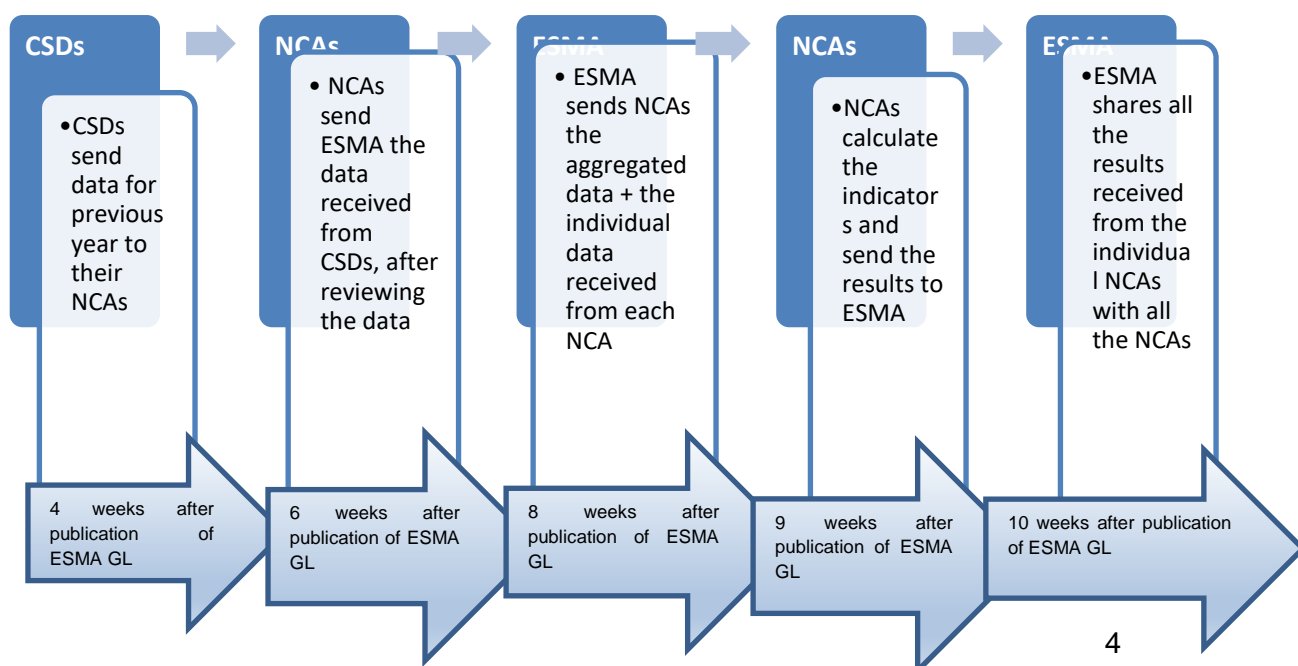 CSDs
•CSDs
send
data for
previous
year to
their
NCAs
NCAs
• NCAs
send
ESMA the
data
received
from
CSDs, after
reviewing
the data
ESMA
• ESMA
sends NCAs
the
aggregated
data + the
individual
data
received
from each
NCA
NCAs
•NCAs
calculate
the
indicator
s and
send the
results to
ESMA
ESMA
•ESMA
shares all
the
results
received
from the
individua
l NCAs
with all
the NCAs
4 weeks after
publication of
ESMA GL
6 weeks after
publication of ESMA
GL
8 weeks after
publication of ESMA
GL
9 weeks after
publication of ESMA
GL
10 weeks after publication
of ESMA GL
4